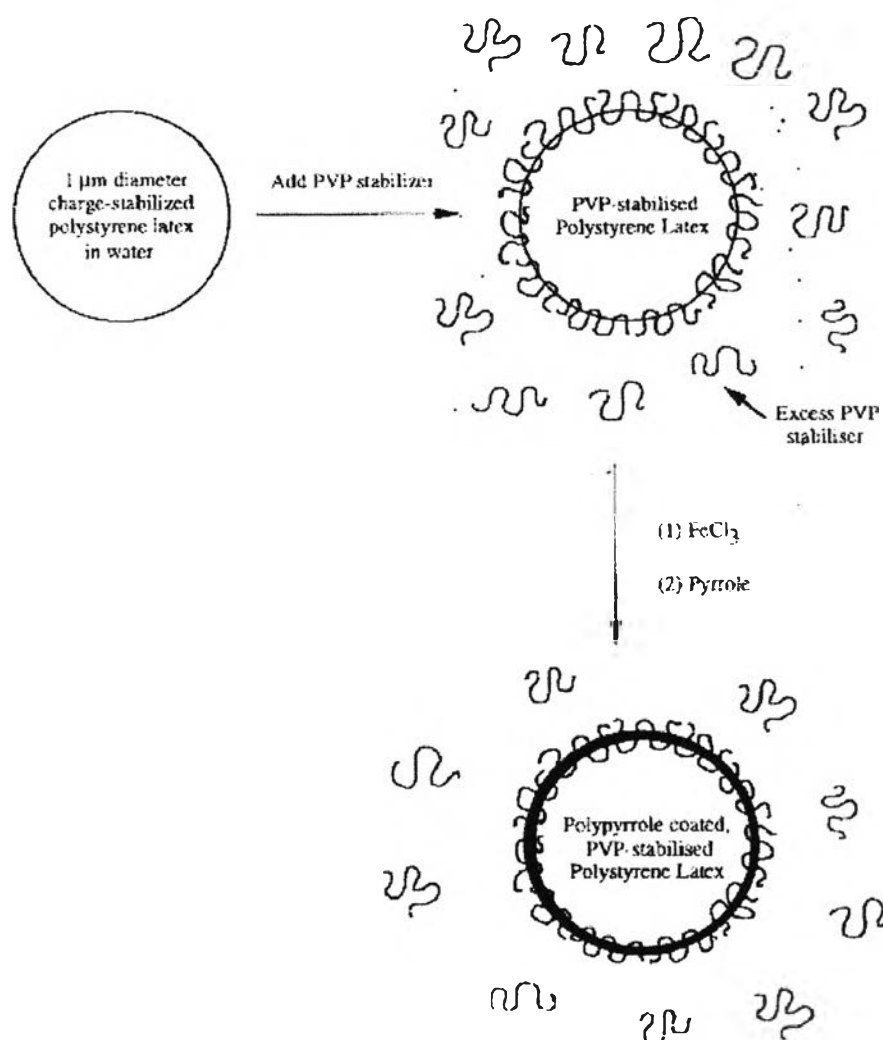 1 µm diameter
charge-stabilized
polystyrene latex
in water
Add PVP stabilizer
PVP-stabilised
Polystyrene Latex
Excess PVP
stabiliser
(1) FeCl3
(2) Pyrrole
Polypyrrole coated,
PVP-stabilised
Polystyrene Latex